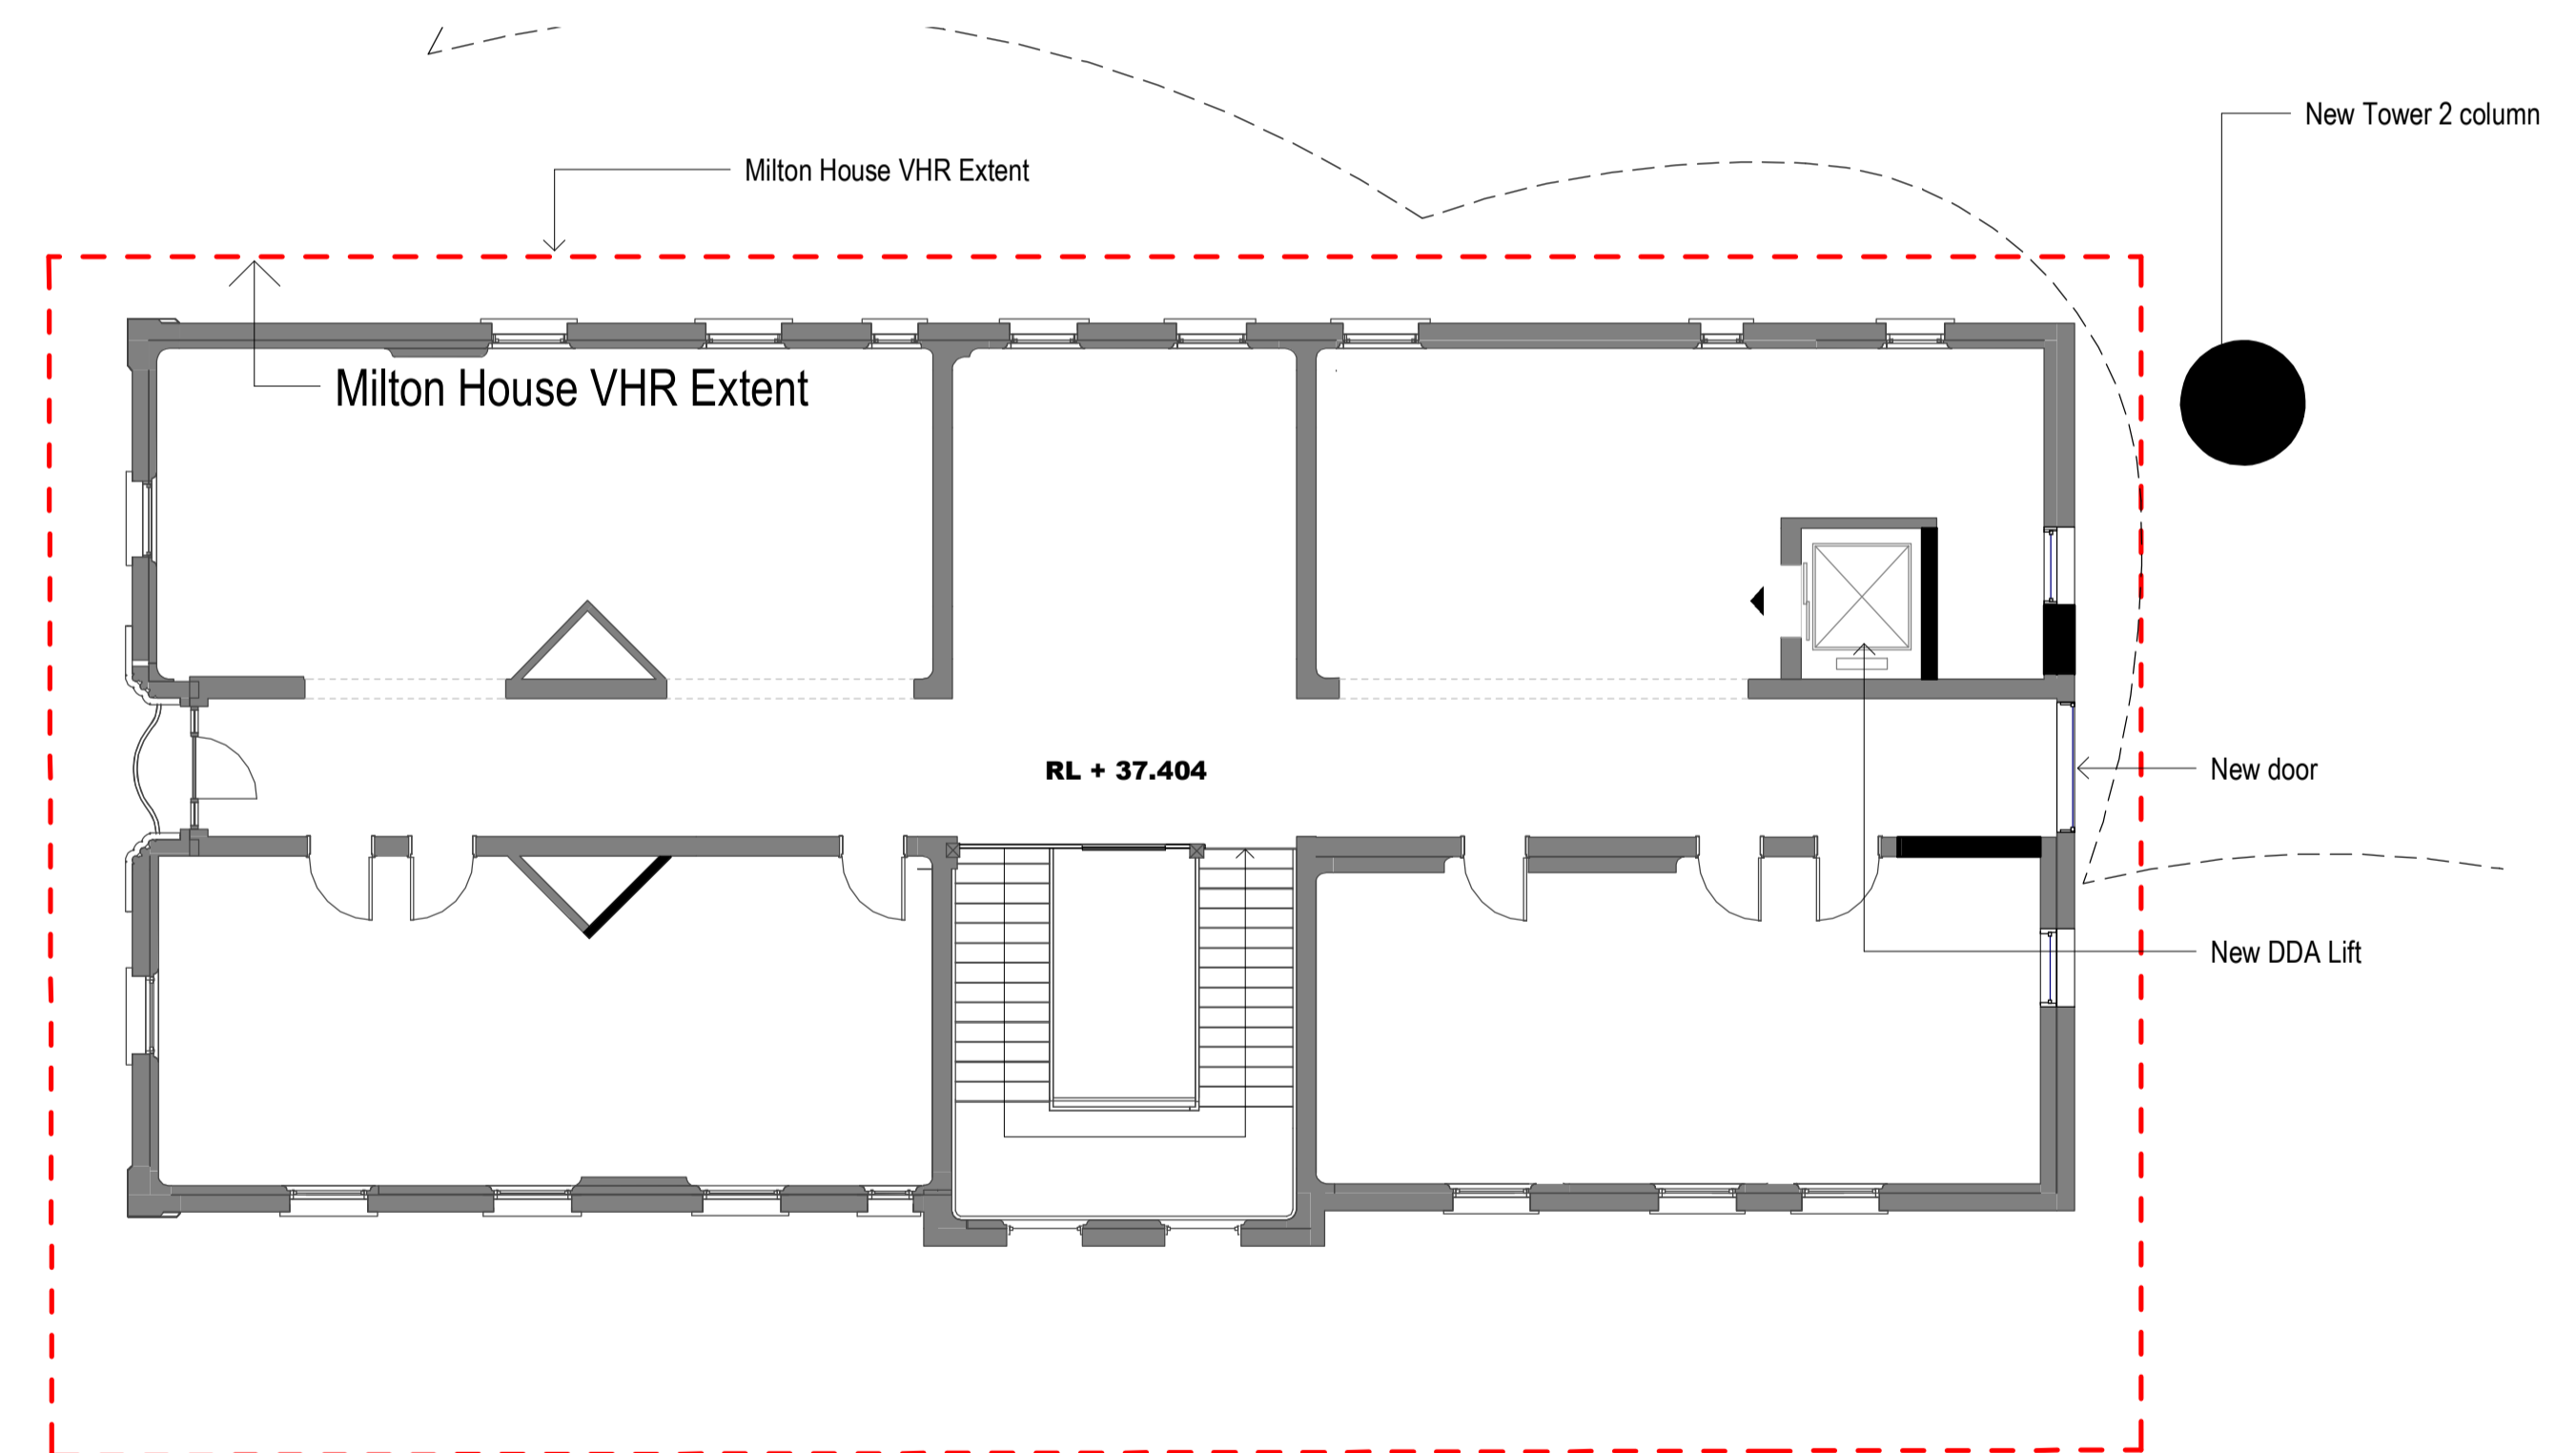 New Tower 2 column
Milton House VHR Extent
Milton House VHR Extent
RL + 37.404
New door
New DDA Lift